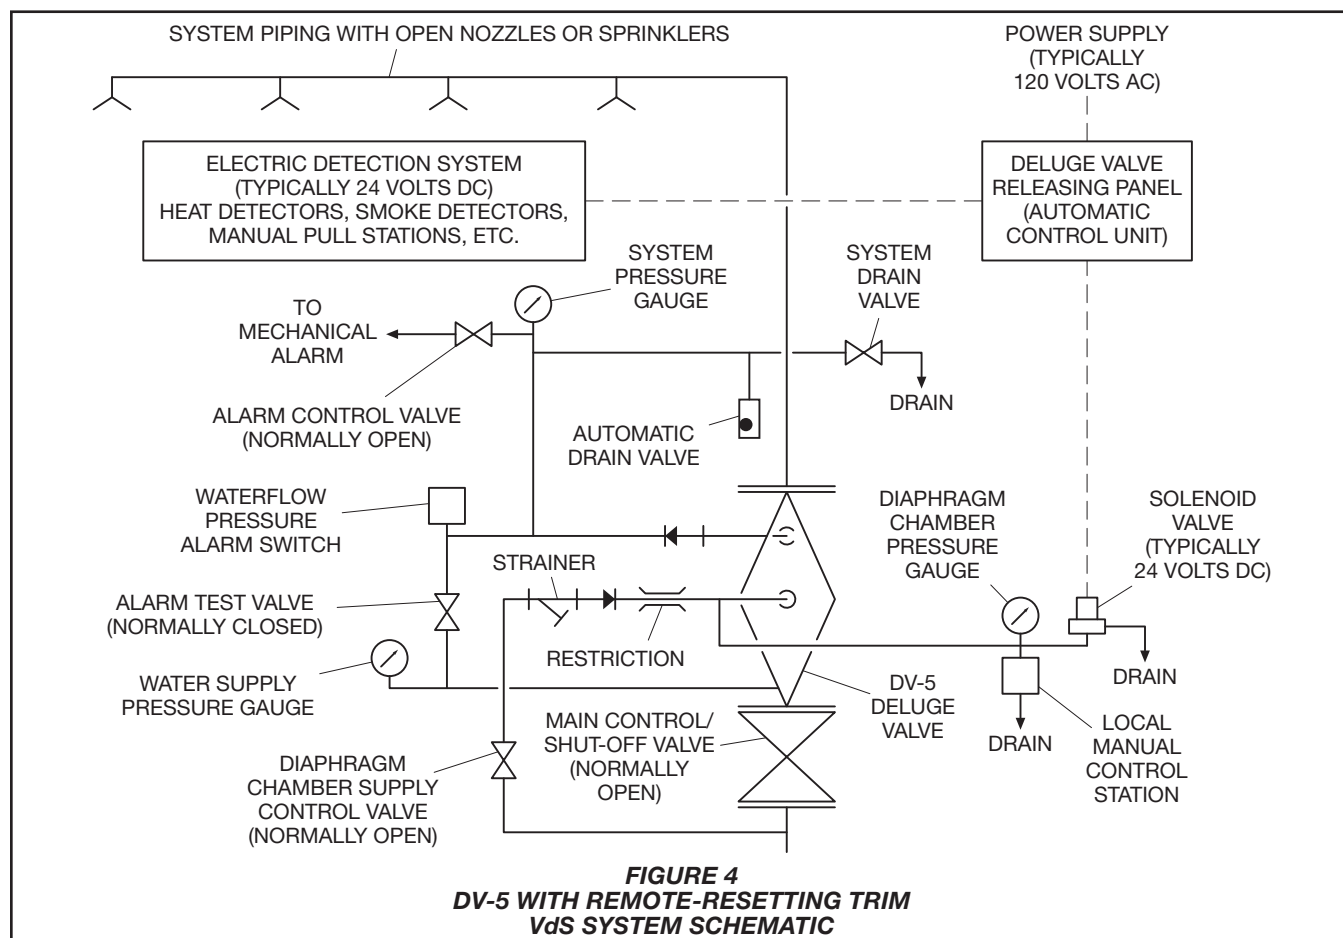 SYSTEM PIPING WITH OPEN NOZZLES OR SPRINKLERS
POWER SUPPLY
(TYPICALLY
120 VOLTS AC)
ELECTRIC DETECTION SYSTEM
(TYPICALLY 24 VOLTS DC)
HEAT DETECTORS, SMOKE DETECTORS,
MANUAL PULL STATIONS, ETC.
DELUGE VALVE
RELEASING PANEL
(AUTOMATIC
CONTROL UNIT)
SYSTEM
PRESSURE
GAUGE
SYSTEM
DRAIN
VALVE
TO
MECHANICAL
ALARM
DRAIN
ALARM CONTROL VALVE
(NORMALLY OPEN)
AUTOMATIC
DRAIN VALVE
WATERFLOW
PRESSURE
ALARM SWITCH
DIAPHRAGM
CHAMBER
PRESSURE
GAUGE
SOLENOID
VALVE
(TYPICALLY
24 VOLTS DC)
STRAINER
ALARM TEST VALVE
(NORMALLY CLOSED)
RESTRICTION
WATER SUPPLY
PRESSURE GAUGE
DV-5
DELUGE
VALVE
DRAIN
MAIN CONTROL/
SHUT-OFF VALVE
(NORMALLY
OPEN)
DRAIN
LOCAL
MANUAL
CONTROL
STATION
DIAPHRAGM
CHAMBER SUPPLY
CONTROL VALVE
(NORMALLY OPEN)
FIGURE 4
DV-5 WITH REMOTE-RESETTING TRIM
VdS SYSTEM SCHEMATIC